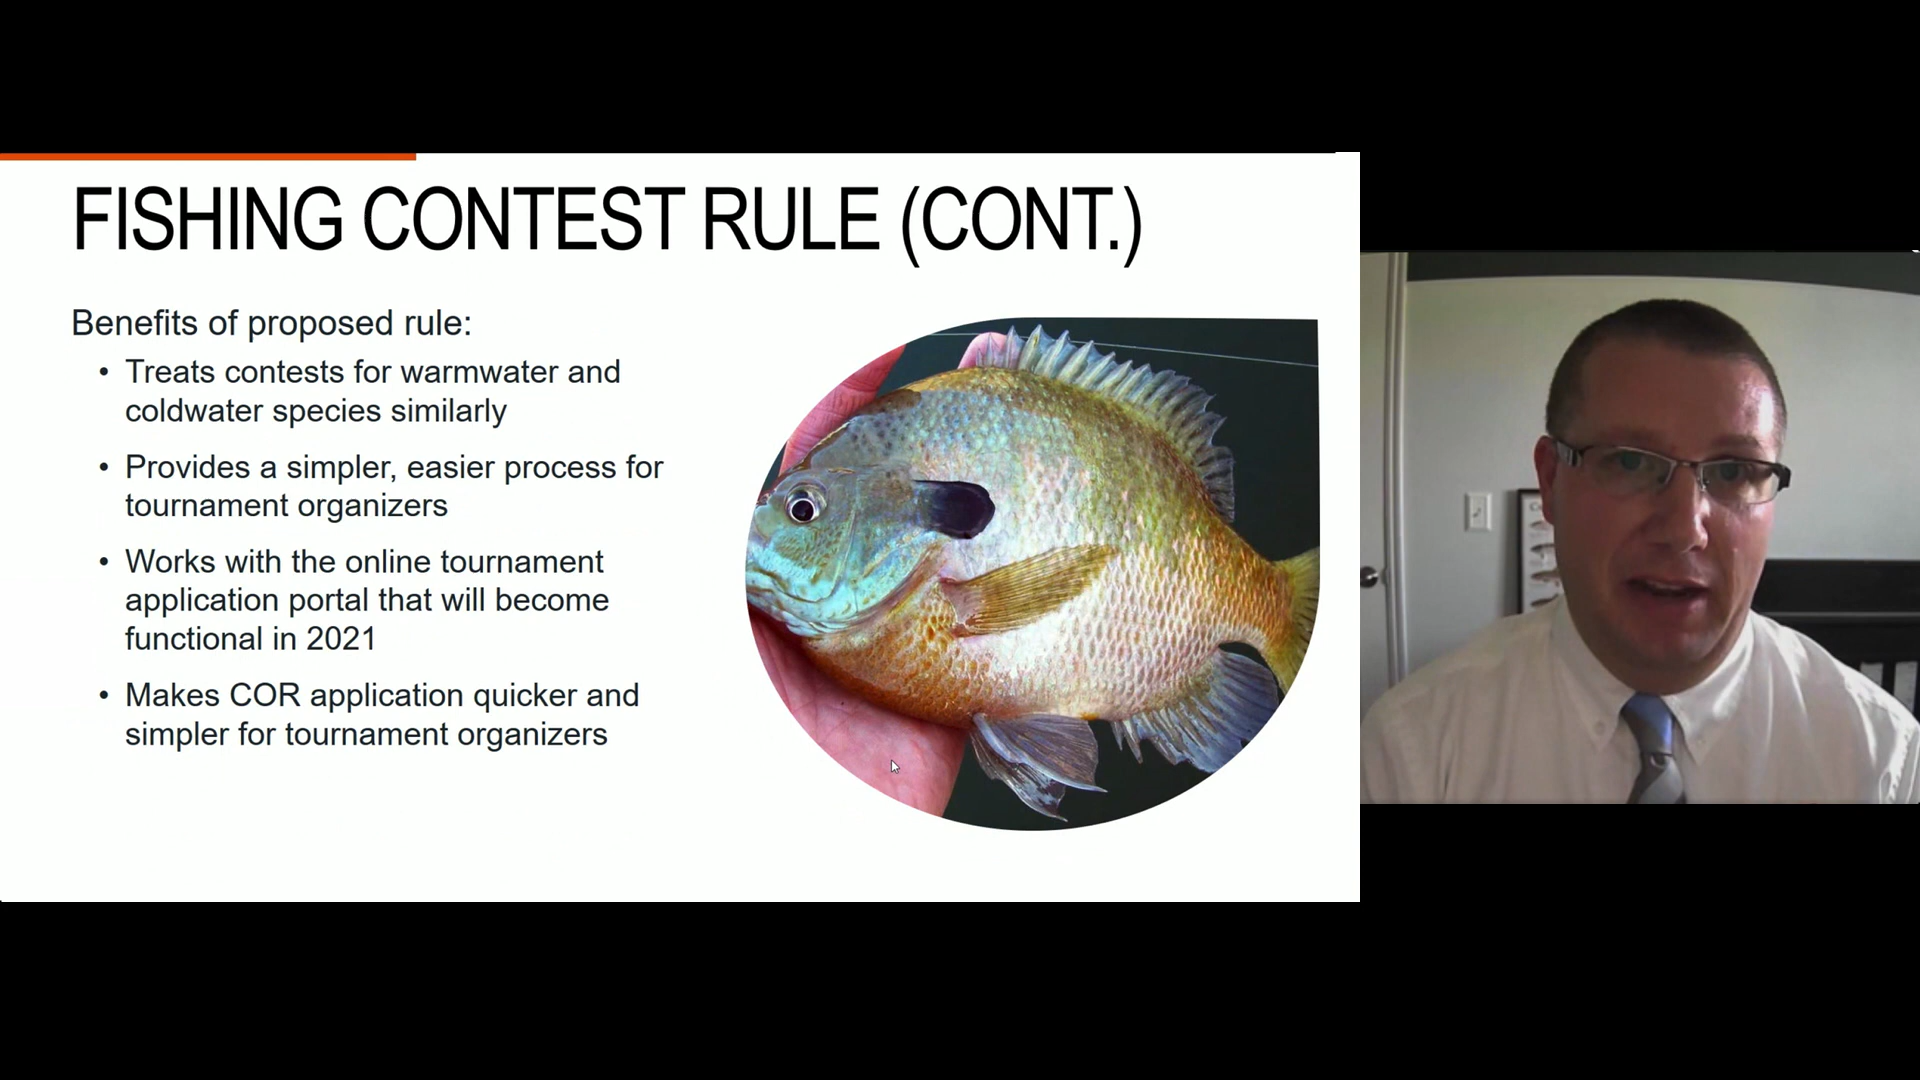 FISHING CONTEST RULE (CONT.)
Benefits of proposed rule:
• Treats contests for warmwater and
coldwater species similarly
• Provides a simpler, easier process for
tournament organizers
• Works with the online tournament
application portal that will become
functional in 2021
• Makes COR application quicker and
simpler for tournament organizers